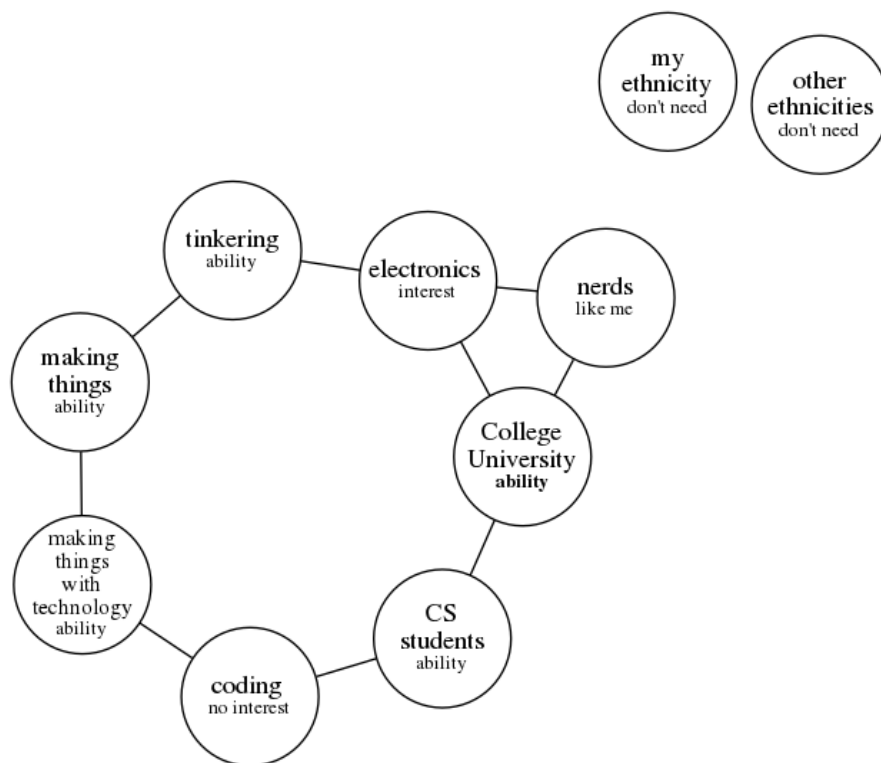 my
ethnicity
don't need
other
ethnicities
don't need
tinkering
ability
electronics
interest
nerds
like me
making
things
ability
College
University
ability
making
things
with
technology
ability
CS
students
ability
coding
no interest